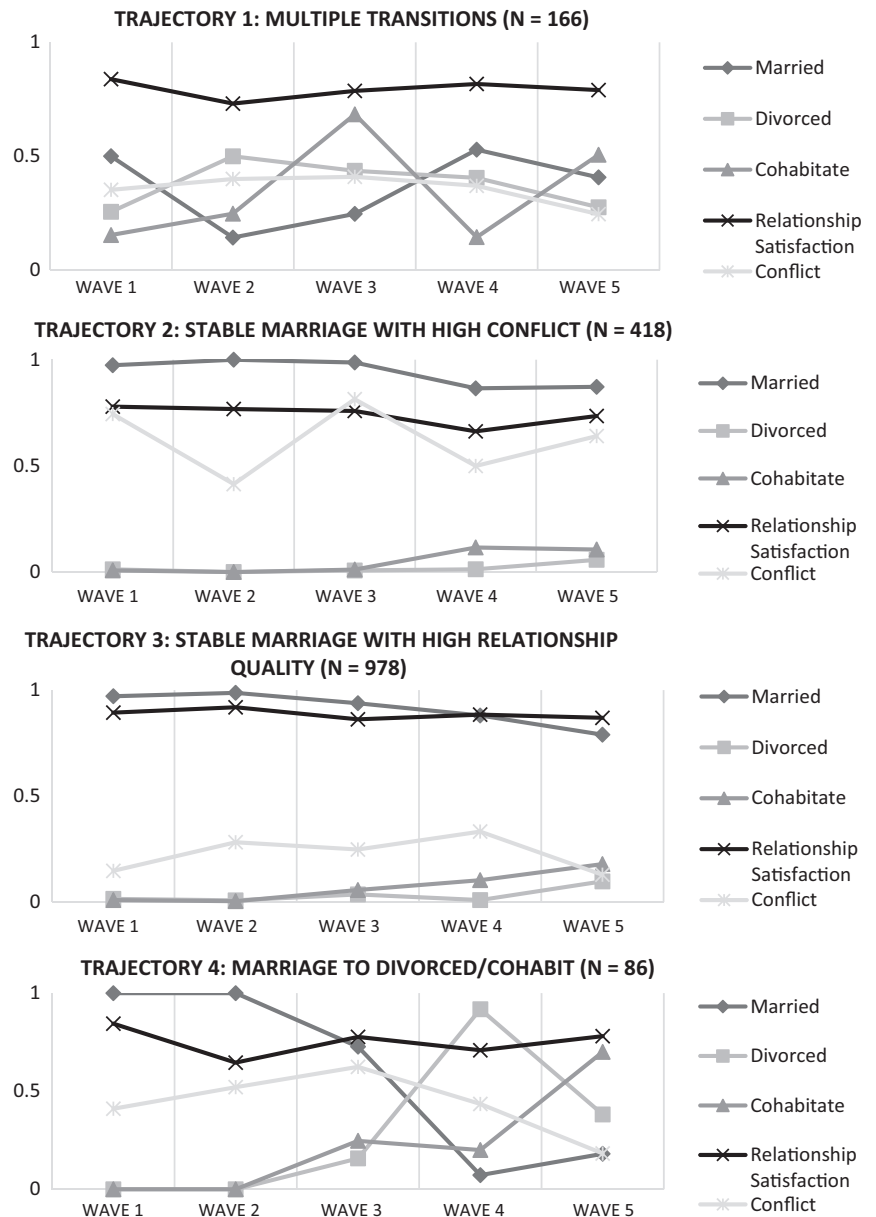 TRAJECTORY 1: MULTIPLE TRANSITIONS (N = 166)
1
0.5
0
WAVE 1 WAVE 2 WAVE 3 WAVE 4 WAVE 5
Married
Divorced
Cohabitate
Relationship
Satisfaction
Conflict
TRAJECTORY 2: STABLE MARRIAGE WITH HIGH CONFLICT (N = 418)
1
0.5
0
WAVE 1 WAVE 2 WAVE 3 WAVE 4 WAVE 5
Married
Divorced
Cohabitate
Relationship
Satisfaction
Conflict
TRAJECTORY 3: STABLE MARRIAGE WITH HIGH RELATIONSHIP
QUALITY (N = 978)
1
0.5
0
WAVE 1 WAVE 2 WAVE 3 WAVE 4 WAVE 5
Married
Divorced
Cohabitate
Relationship
Satisfaction
Conflict
TRAJECTORY 4: MARRIAGE TO DIVORCED/COHABIT (N = 86)
1
0.5
0
WAVE 1 WAVE 2 WAVE 3 WAVE 4 WAVE 5
Married
Divorced
Cohabitate
Relationship
Satisfaction
Conflict